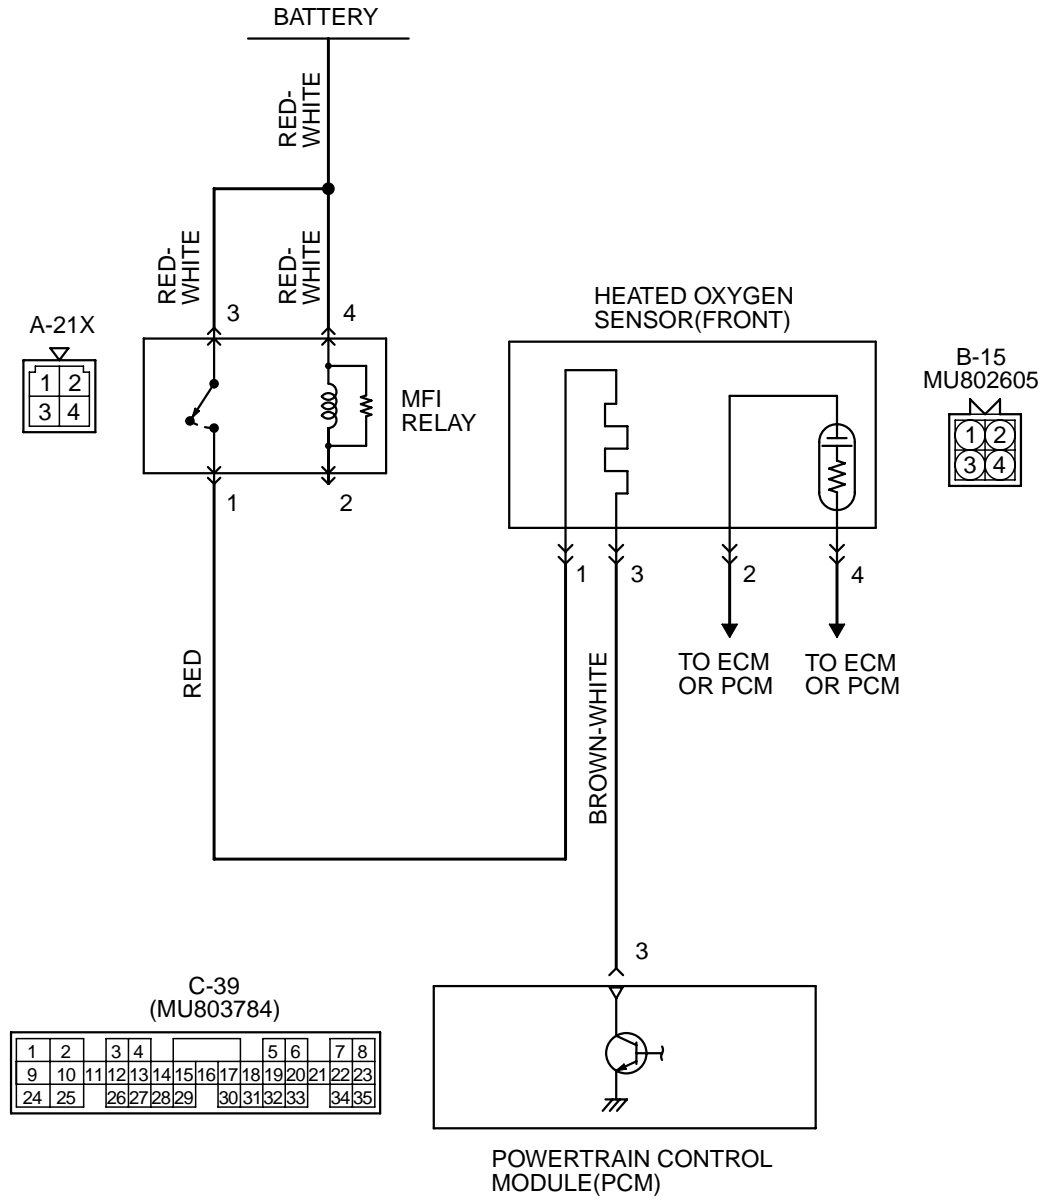 BATTERY
RED-
WHITE
RED-
WHITE
RED-
WHITE
3
4
A-21X
1 2
3 4
MFI
RELAY
1
2
HEATED OXYGEN
SENSOR(FRONT)
B-15
MU802605
1 2
3 4
1
3
2
4
TO ECM
OR PCM
TO ECM
OR PCM
RED
BROWN-WHITE
3
C-39
(MU803784)
1 2 3 4 5 6 7 8
9 10 11 12 13 14 15 16 17 18 19 20 21 22 23
24 25 26 27 28 29 30 31 32 33 34 35
POWERTRAIN CONTROL
MODULE(PCM)